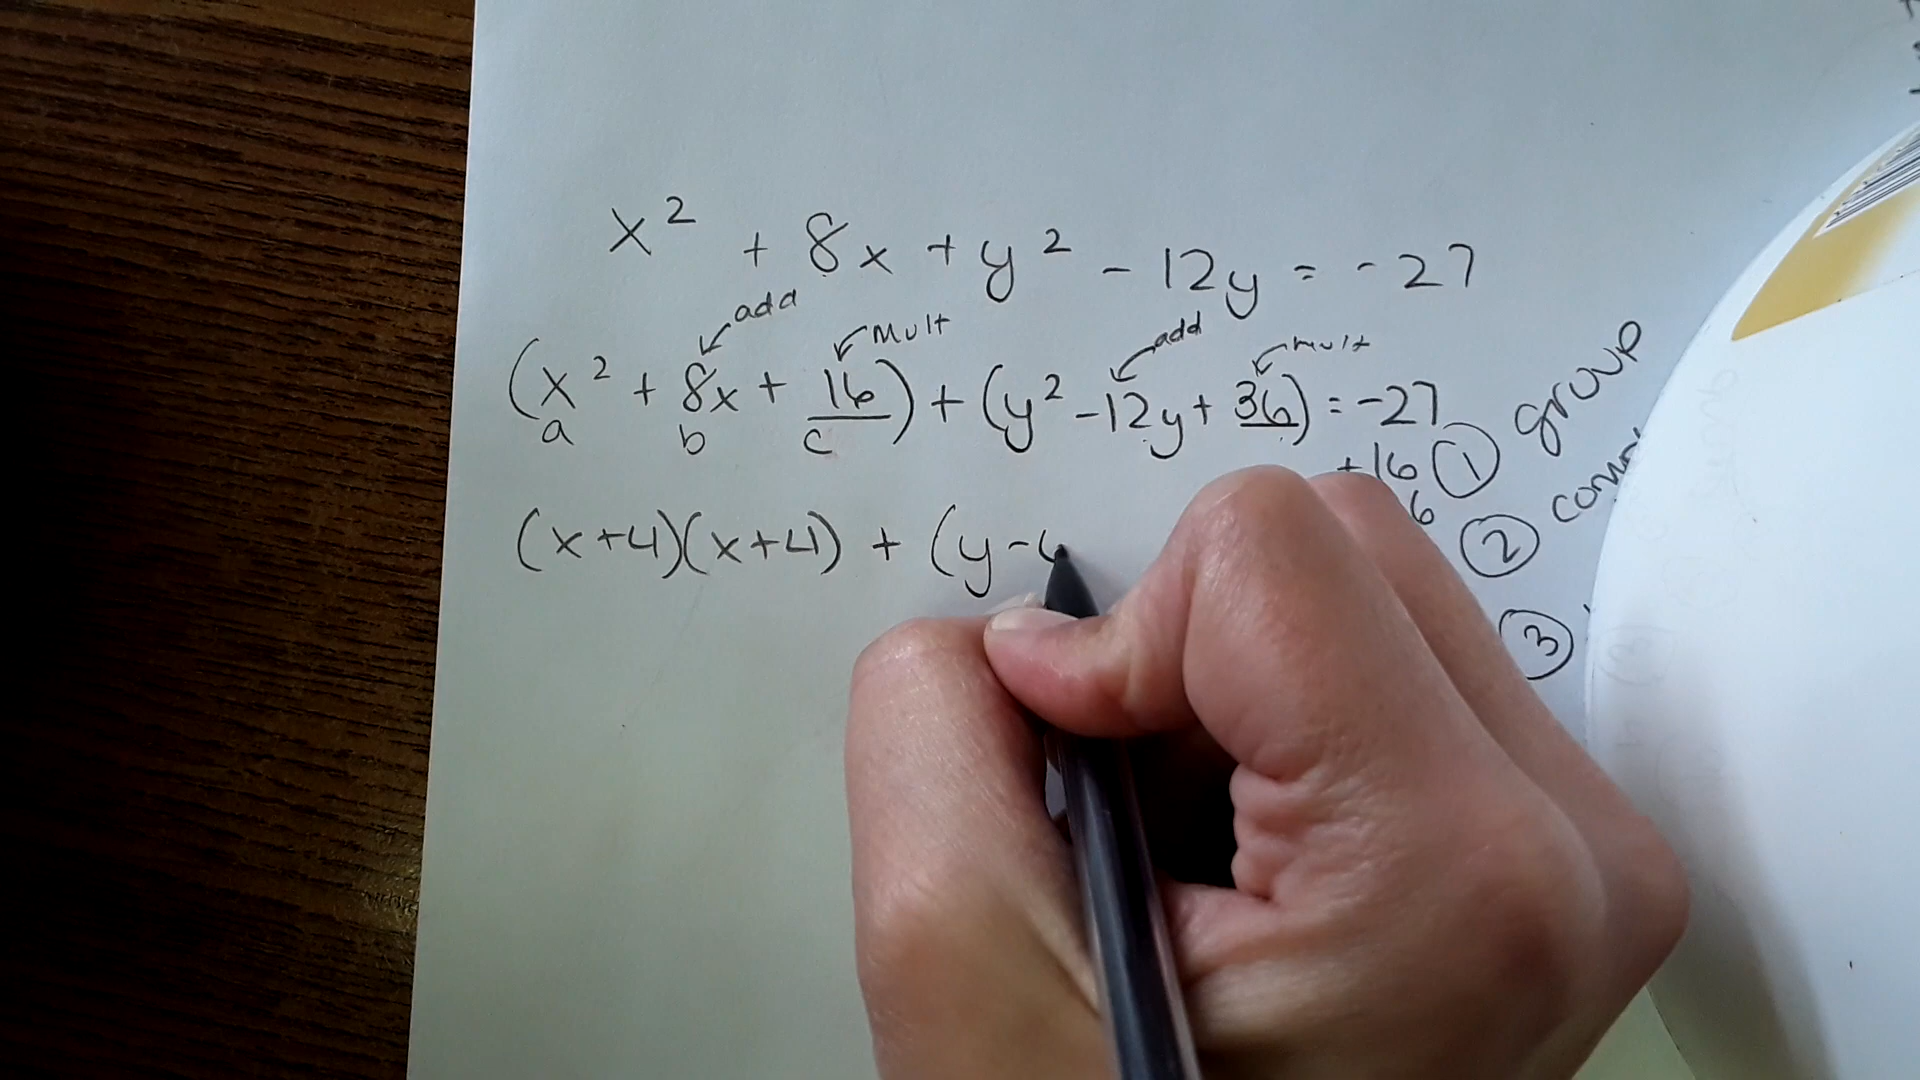 x² + 8x + y² - 12y = -27
add mult add mult
(x² + 8x + 16) + (y² - 12y + 36) = -27
a b c
+16
6
(x+4)(x+4) + (y-
① group
②
③